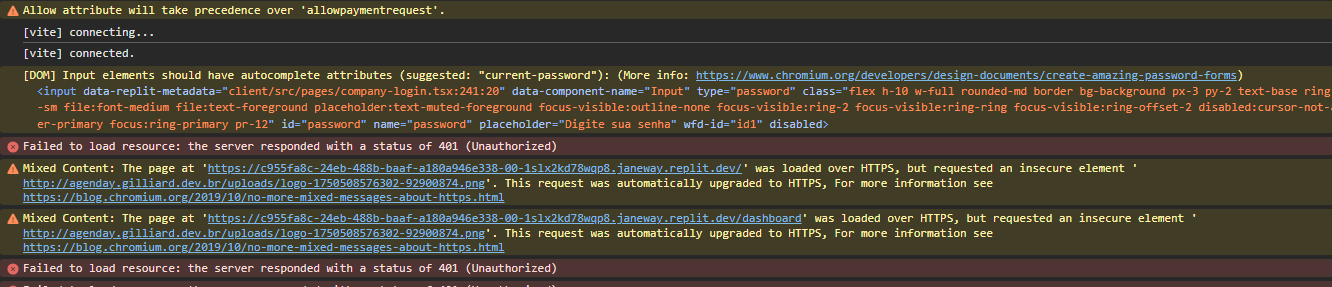 Allow attribute will take precedence over 'allowpaymentrequest'.
[vite] connecting...
[vite] connected.
[DOM] Input elements should have autocomplete attributes (suggested: "current-password"): (More info: https://www.chromium.org/developers/design-documents/create-amazing-password-forms)
<input data-replit-metadata="client/src/pages/company-login.tsx:241:20" data-component-name="Input" type="password" class="flex h-10 w-full rounded-md border bg-background px-3 py-2 text-base ring
-sm file:font-medium file:text-foreground placeholder:text-muted-foreground focus-visible:outline-none focus-visible:ring-2 focus-visible:ring-ring focus-visible:ring-offset-2 disabled:cursor-not-a
er-primary focus:ring-primary pr-12" id="password" name="password" placeholder="Digite sua senha" wfd-id="id1" disabled>
Failed to load resource: the server responded with a status of 401 (Unauthorized)
Mixed Content: The page at 'https://c955fa8c-24eb-488b-baaf-a180a946e338-00-1slx2kd78wqp8.janeway.replit.dev/' was loaded over HTTPS, but requested an insecure element '
http://agenday.gilliard.dev.br/uploads/logo-1750508576302-92900874.png'. This request was automatically upgraded to HTTPS, For more information see
https://blog.chromium.org/2019/10/no-more-mixed-messages-about-https.html
Mixed Content: The page at 'https://c955fa8c-24eb-488b-baaf-a180a946e338-00-1slx2kd78wqp8.janeway.replit.dev/dashboard' was loaded over HTTPS, but requested an insecure element '
http://agenday.gilliard.dev.br/uploads/logo-1750508576302-92900874.png'. This request was automatically upgraded to HTTPS, For more information see
https://blog.chromium.org/2019/10/no-more-mixed-messages-about-https.html
Failed to load resource: the server responded with a status of 401 (Unauthorized)